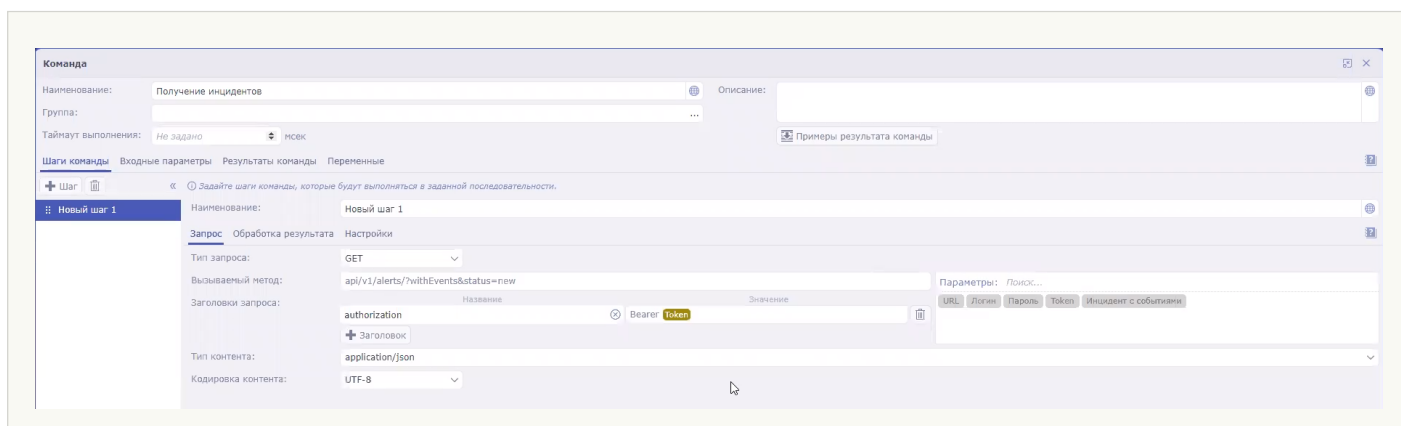 Команда
Наименование: Получение инцидентов Описание:
Группа: ...
Таймаут выполнения: Не задано мсек Примеры результата команды
Шаги команды Входные параметры Результаты команды Переменные
Шаг « Задайте шаги команды, которые будут выполняться в заданной последовательности.
Новый шаг 1 Наименование: Новый шаг 1
Запрос Обработка результата Настройки
Тип запроса: GET
Вызываемый метод: api/v1/alerts/?withEvents&status=new Параметры: Поиск...
Заголовки запроса: Название Значение URL Логин Пароль Token Инцидент с событиями
authorization Bearer Token
Заголовок
Тип контента: application/json
Кодировка контента: UTF-8